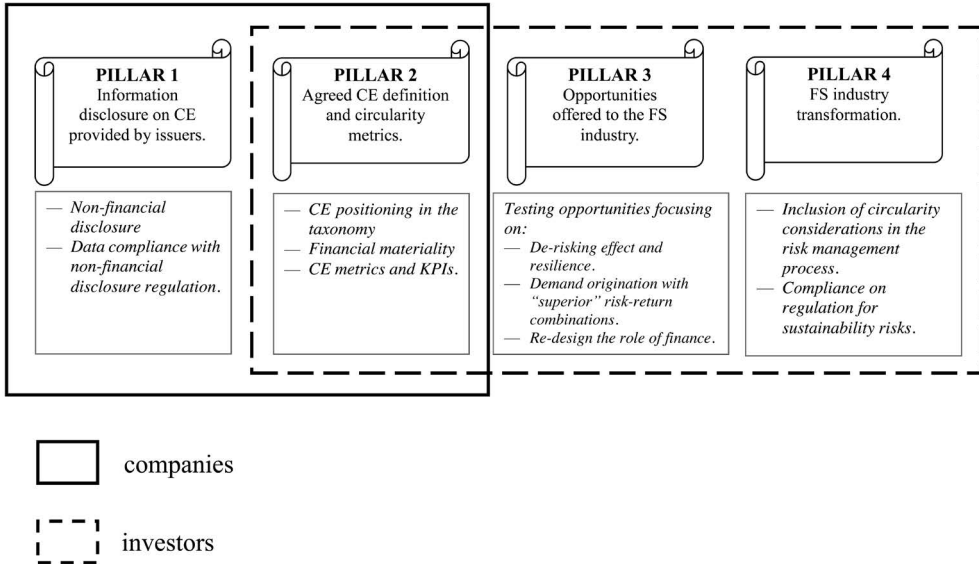 PILLAR 1
Information
disclosure on CE
provided by issuers.
— Non-financial
disclosure
— Data compliance with
non-financial
disclosure regulation.
PILLAR 2
Agreed CE definition
and circularity
metrics.
— CE positioning in the
taxonomy
— Financial materiality
— CE metrics and KPIs.
PILLAR 3
Opportunities
offered to the FS
industry.
Testing opportunities focusing
on:
— De-risking effect and
resilience.
— Demand origination with
“superior” risk-return
combinations.
— Re-design the role of finance.
PILLAR 4
FS industry
transformation.
— Inclusion of circularity
considerations in the
risk management
process.
— Compliance on
regulation for
sustainability risks.
companies
investors